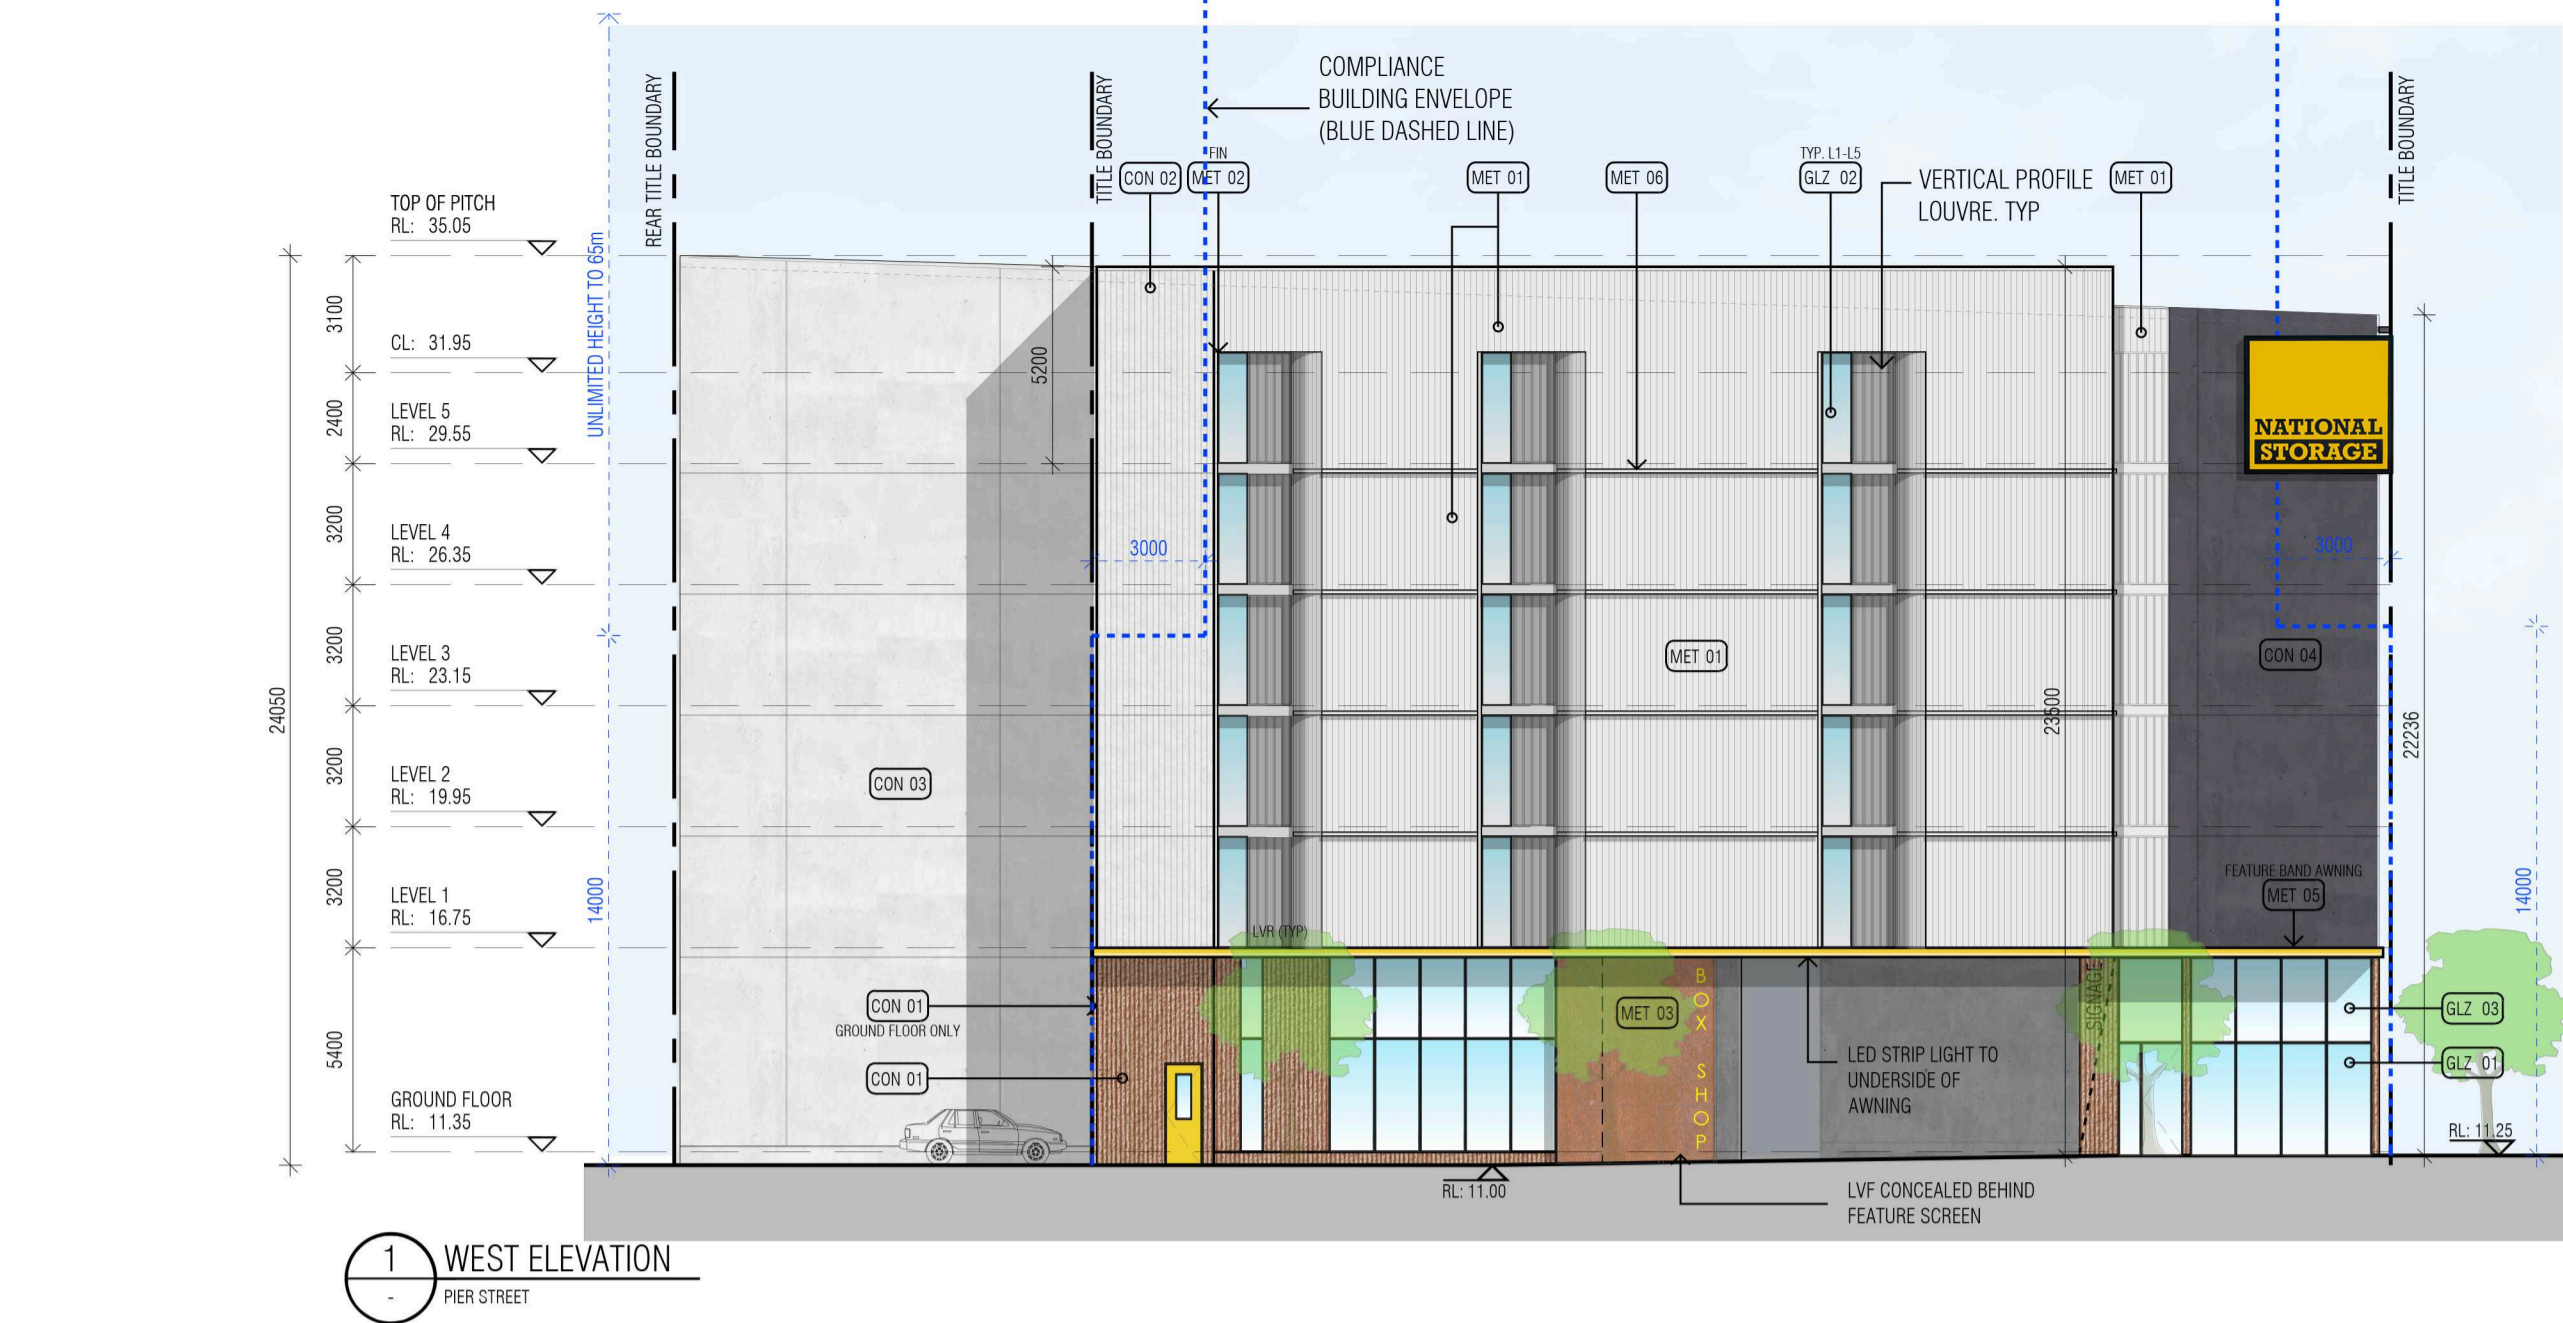 COMPLIANCE
BUILDING ENVELOPE
(BLUE DASHED LINE)
REAR TITLE BOUNDARY
TITLE BOUNDARY
TITLE BOUNDARY
UNLIMITED HEIGHT TO 65m
CON 02
FIN
MET 02
MET 01
MET 06
TYP. L1-L5
GLZ 02
VERTICAL PROFILE
LOUVRE. TYP
MET 01
TOP OF PITCH
RL: 35.05
3100
CL: 31.95
5200
2400
LEVEL 5
RL: 29.55
NATIONAL
STORAGE
3200
LEVEL 4
RL: 26.35
3000
3000
3200
LEVEL 3
RL: 23.15
MET 01
CON 04
24050
23500
22236
3200
LEVEL 2
RL: 19.95
CON 03
3200
LEVEL 1
RL: 16.75
14000
FEATURE BAND AWNING
MET 05
14000
LVR (TYP)
CON 01
GROUND FLOOR ONLY
CON 01
MET 03
BOX SHOP
SIGNAGE
GLZ 03
GLZ 01
LED STRIP LIGHT TO
UNDERSIDE OF
AWNING
5400
GROUND FLOOR
RL: 11.35
RL: 11.25
RL: 11.00
LVF CONCEALED BEHIND
FEATURE SCREEN
1
-
WEST ELEVATION
PIER STREET